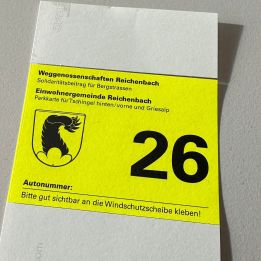 Weggenossenschaften Reichenbach
Solidaritätsbeitrag für Bergstrassen
Einwohnergemeinde Reichenbach
Parkkarte für Tschingel hinten/vorne und Griesalp
26
Autonummer:
Bitte gut sichtbar an die Windschutzscheibe kleben!